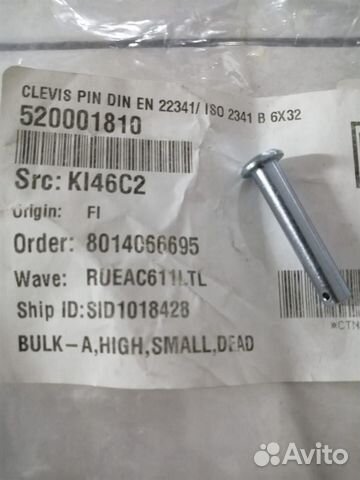 CLEVIS PIN DIN EN 22341/ ISO 2341 B 6X32
520001810
Src: KI46C2
Origin: FI
Order: 8014066695
Wave: RUEAC611LTL
Ship ID:SID1018428
BULK-A,HIGH,SMALL,DEAD
*CTN
Avito